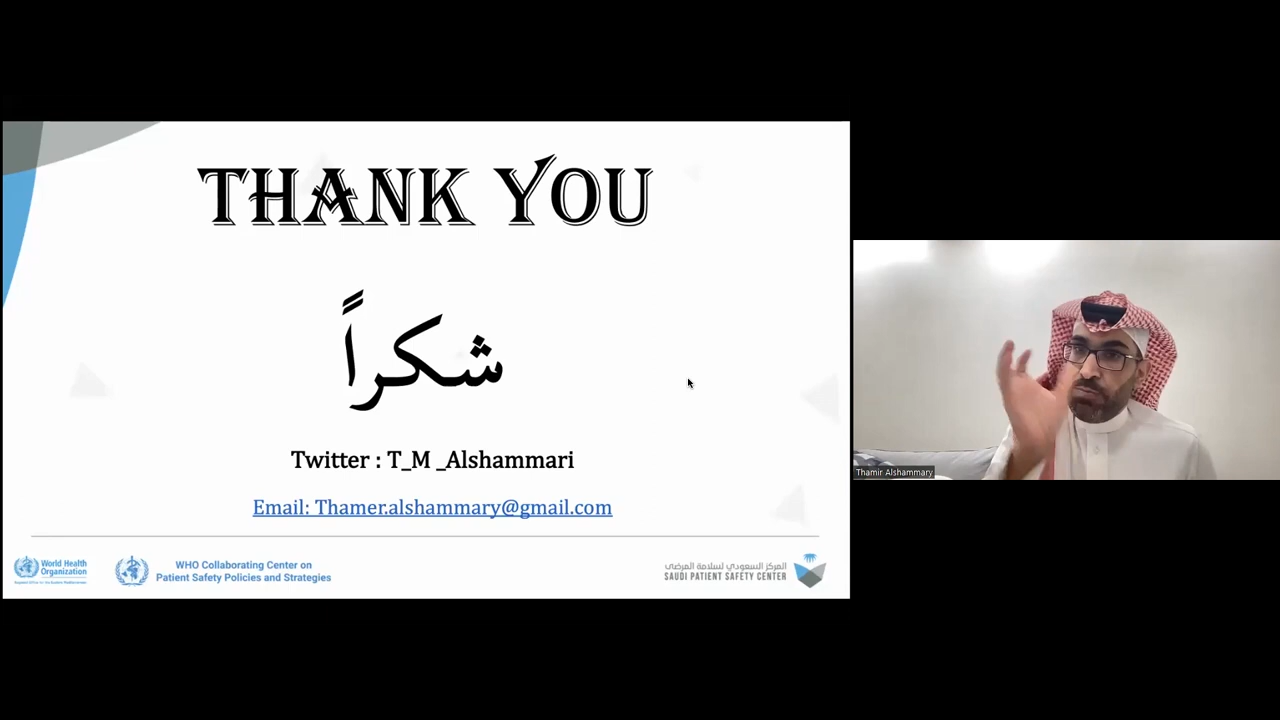 THANK YOU
شكراً
Twitter : T_M _Alshammari
Email: Thamer.alshammary@gmail.com
World Health
Organization
WHO Collaborating Center on
Patient Safety Policies and Strategies
المركز السعودي لسلامة المرضى
SAUDI PATIENT SAFETY CENTER
Thamir Alshammary